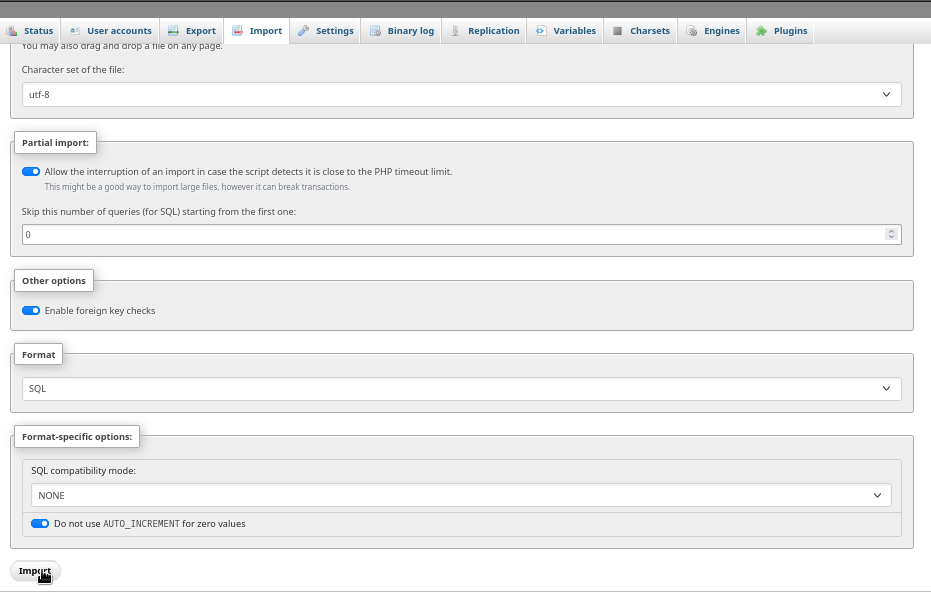 Status User accounts Export Import Settings Binary log Replication Variables Charsets Engines Plugins
You may also drag and drop a file on any page.
Character set of the file:
utf-8
Partial import:
Allow the interruption of an import in case the script detects it is close to the PHP timeout limit.
This might be a good way to import large files, however it can break transactions.
Skip this number of queries (for SQL) starting from the first one:
0
Other options
Enable foreign key checks
Format
SQL
Format-specific options:
SQL compatibility mode:
NONE
Do not use AUTO_INCREMENT for zero values
Import